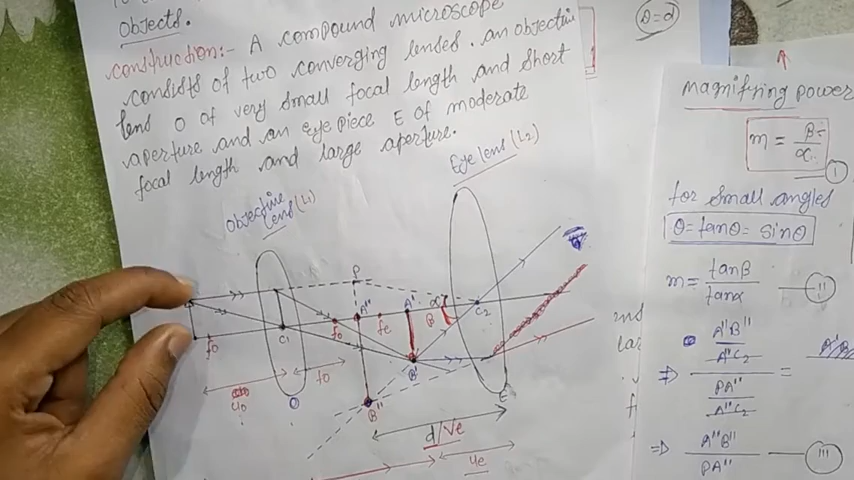 objects.
construction:- A compound microscope
consists of two converging lenses. an objective
lens O of very small focal length and short
aperture and an eye piece E of moderate
focal length and large aperture.
D=d
Objective
lens (L1)
Eye lens (L2)
P
A"
A'
α
β
C1
C2
fo
fo
fe
B'
B"
uo
fo
O
E
d/Ve
ue
magnifying power
m = β/α
I
for small angles
θ = tanθ = sinθ
m = tanβ/tanα
II
⇒ A"B"/A"C2
PA"/A"C2
=
⇒ A"B"/PA"
III